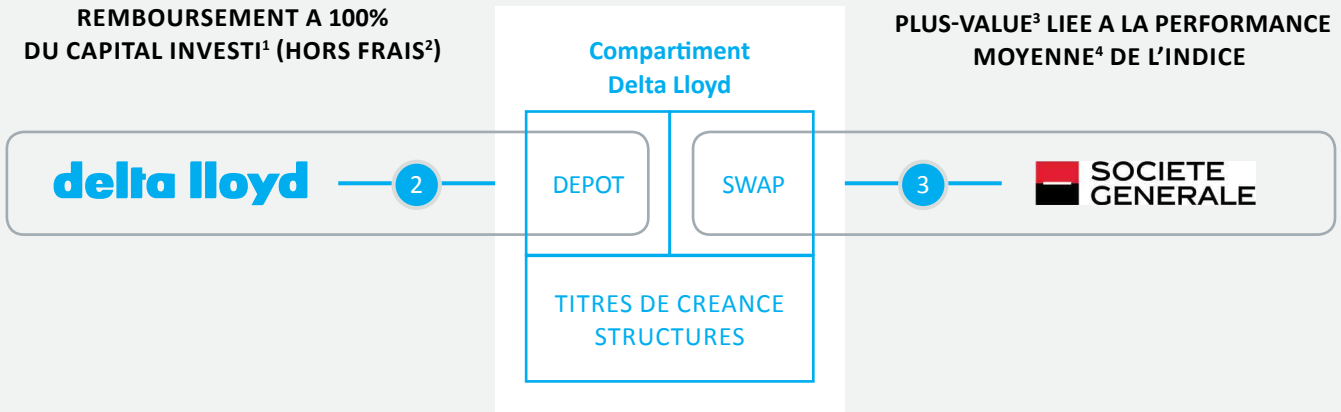 REMBOURSEMENT A 100%
DU CAPITAL INVESTI¹ (HORS FRAIS²)
Compartiment
Delta Lloyd
PLUS-VALUE³ LIEE A LA PERFORMANCE
MOYENNE⁴ DE L’INDICE
delta lloyd
2
DEPOT
SWAP
3
SOCIETE
GENERALE
TITRES DE CREANCE
STRUCTURES